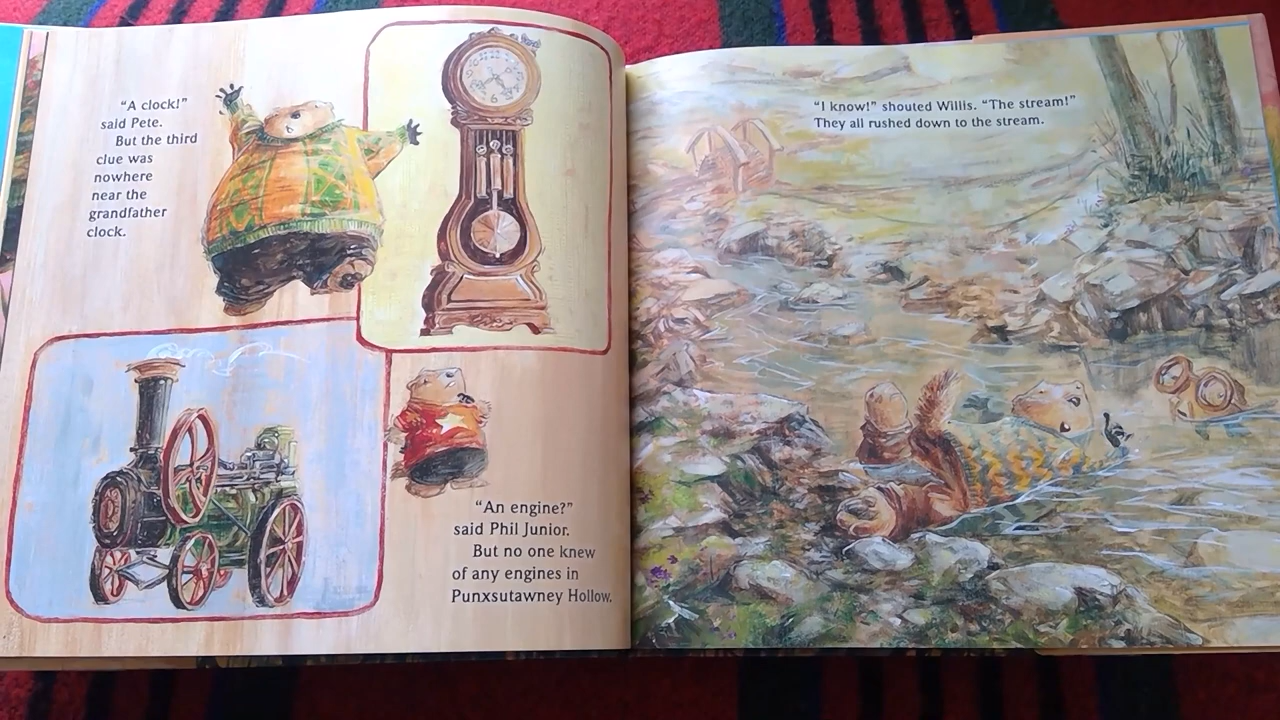 "A clock!"
said Pete.
But the third
clue was
nowhere
near the
grandfather
clock.
"An engine?"
said Phil Junior.
But no one knew
of any engines in
Punxsutawney Hollow.
"I know!" shouted Willis. "The stream!"
They all rushed down to the stream.